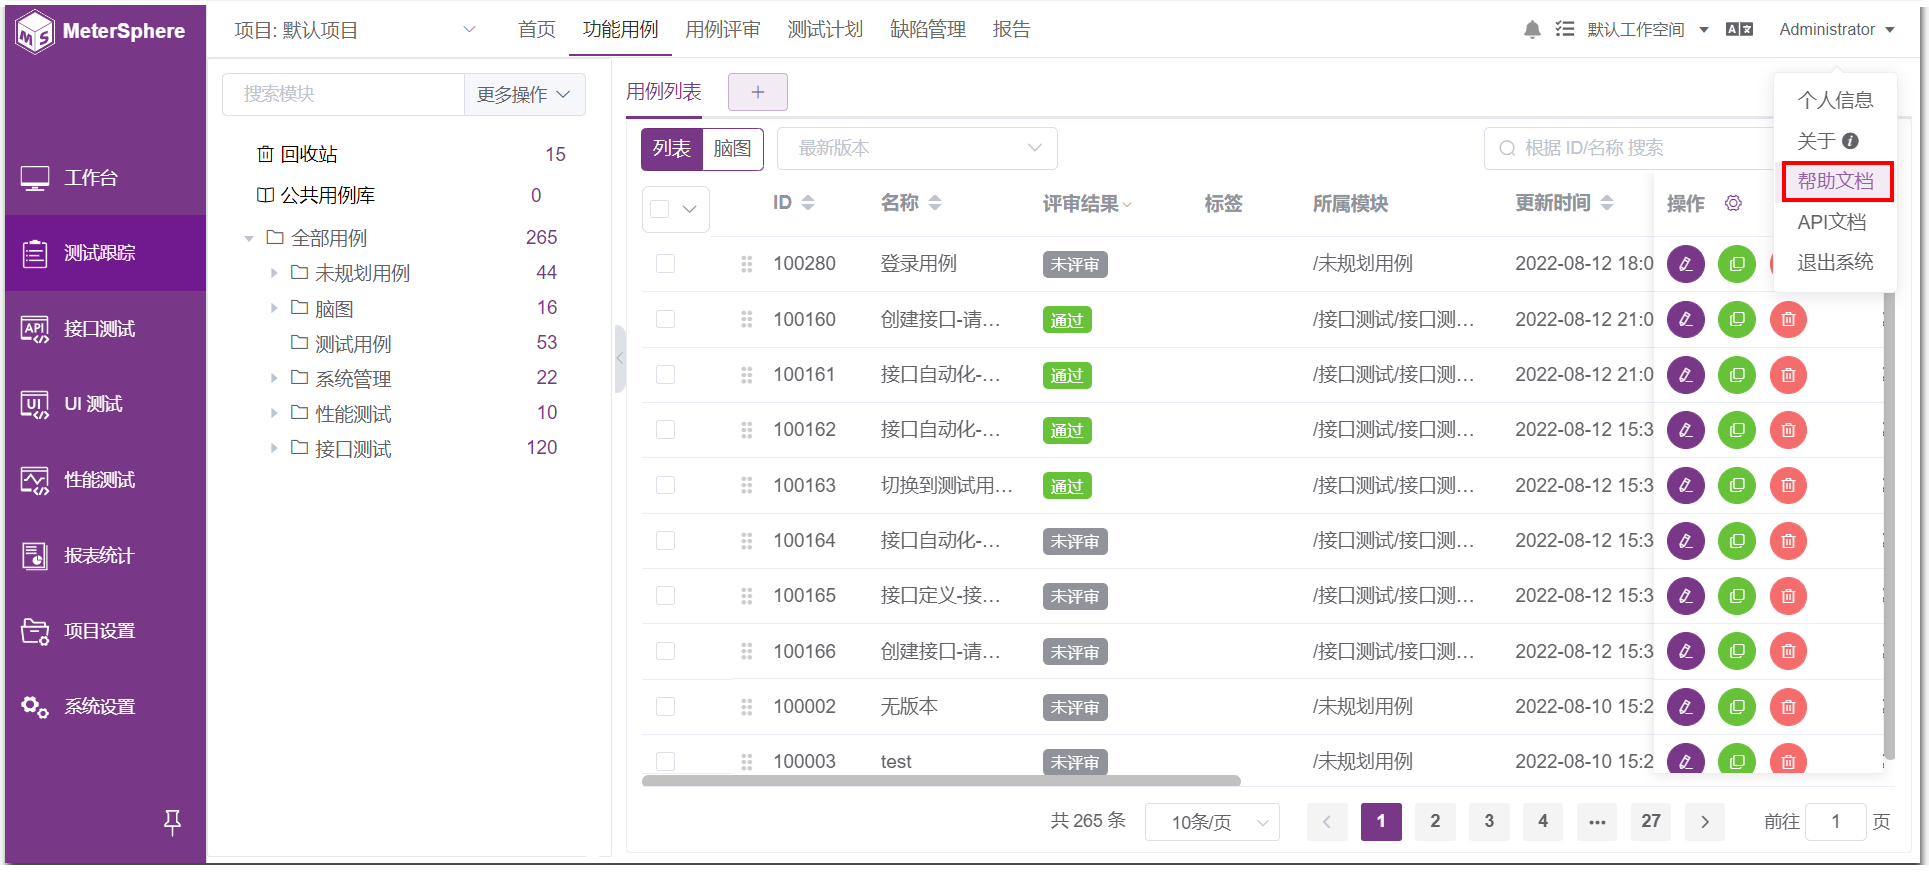 MeterSphere
项目: 默认项目
首页
功能用例
用例评审
测试计划
缺陷管理
报告
默认工作空间
Administrator
个人信息
关于
帮助文档
API文档
退出系统
工作台
测试跟踪
接口测试
UI 测试
性能测试
报表统计
项目设置
系统设置
搜索模块
更多操作
回收站 15
公共用例库 0
全部用例 265
未规划用例 44
脑图 16
测试用例 53
系统管理 22
性能测试 10
接口测试 120
用例列表
+
列表
脑图
最新版本
根据 ID/名称 搜索
ID 名称 评审结果 标签 所属模块 更新时间 操作
100280 登录用例 未评审 /未规划用例 2022-08-12 18:0
100160 创建接口-请... 通过 /接口测试/接口测... 2022-08-12 21:0
100161 接口自动化-... 通过 /接口测试/接口测... 2022-08-12 21:0
100162 接口自动化-... 通过 /接口测试/接口测... 2022-08-12 15:3
100163 切换到测试用... 通过 /接口测试/接口测... 2022-08-12 15:3
100164 接口自动化-... 未评审 /接口测试/接口测... 2022-08-12 15:3
100165 接口定义-接... 未评审 /接口测试/接口测... 2022-08-12 15:3
100166 创建接口-请... 未评审 /接口测试/接口测... 2022-08-12 15:3
100002 无版本 未评审 /未规划用例 2022-08-10 15:2
100003 test 未评审 /未规划用例 2022-08-10 15:2
共 265 条
10条/页
1 2 3 4 ... 27
前往 1 页